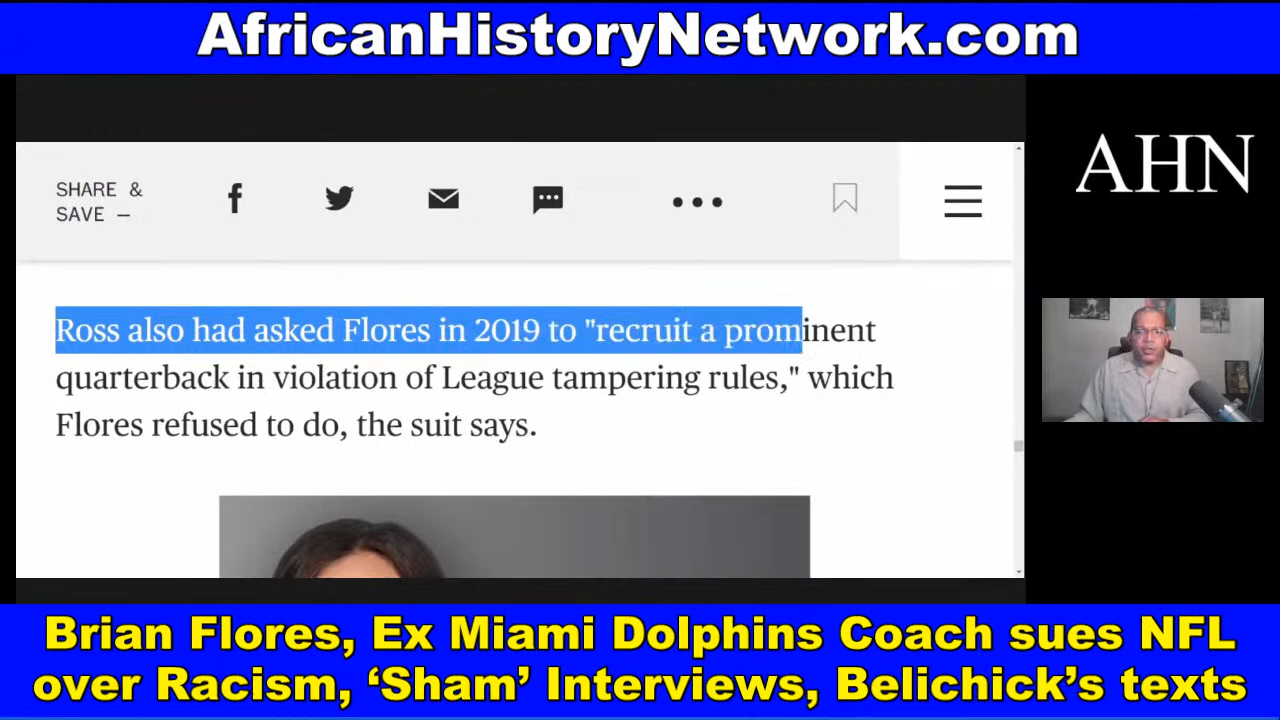 AfricanHistoryNetwork.com
AHN
SHARE &
SAVE —
Ross also had asked Flores in 2019 to "recruit a prominent
quarterback in violation of League tampering rules," which
Flores refused to do, the suit says.
Brian Flores, Ex Miami Dolphins Coach sues NFL
over Racism, ‘Sham’ Interviews, Belichick’s texts